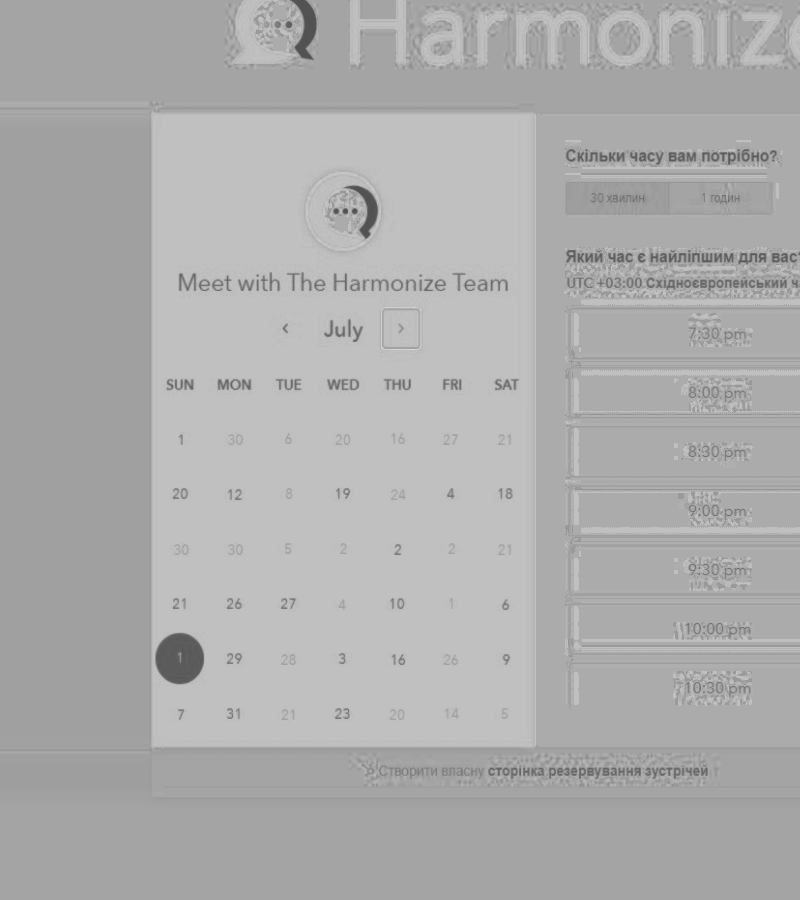 Harmonize
Meet with The Harmonize Team
‹ July ›
SUN MON TUE WED THU FRI SAT
1 30 6 20 16 27 21
20 12 8 19 24 4 18
30 30 5 2 2 2 21
21 26 27 4 10 1 6
1 29 28 3 16 26 9
7 31 21 23 20 14 5
Скільки часу вам потрібно?
30 хвилин 1 годин
Який час є найліпшим для вас?
UTC +03:00 Східноєвропейський ч
7:30 pm
8:00 pm
8:30 pm
9:00 pm
9:30 pm
10:00 pm
10:30 pm
Створити власну сторінка резервування зустрічей